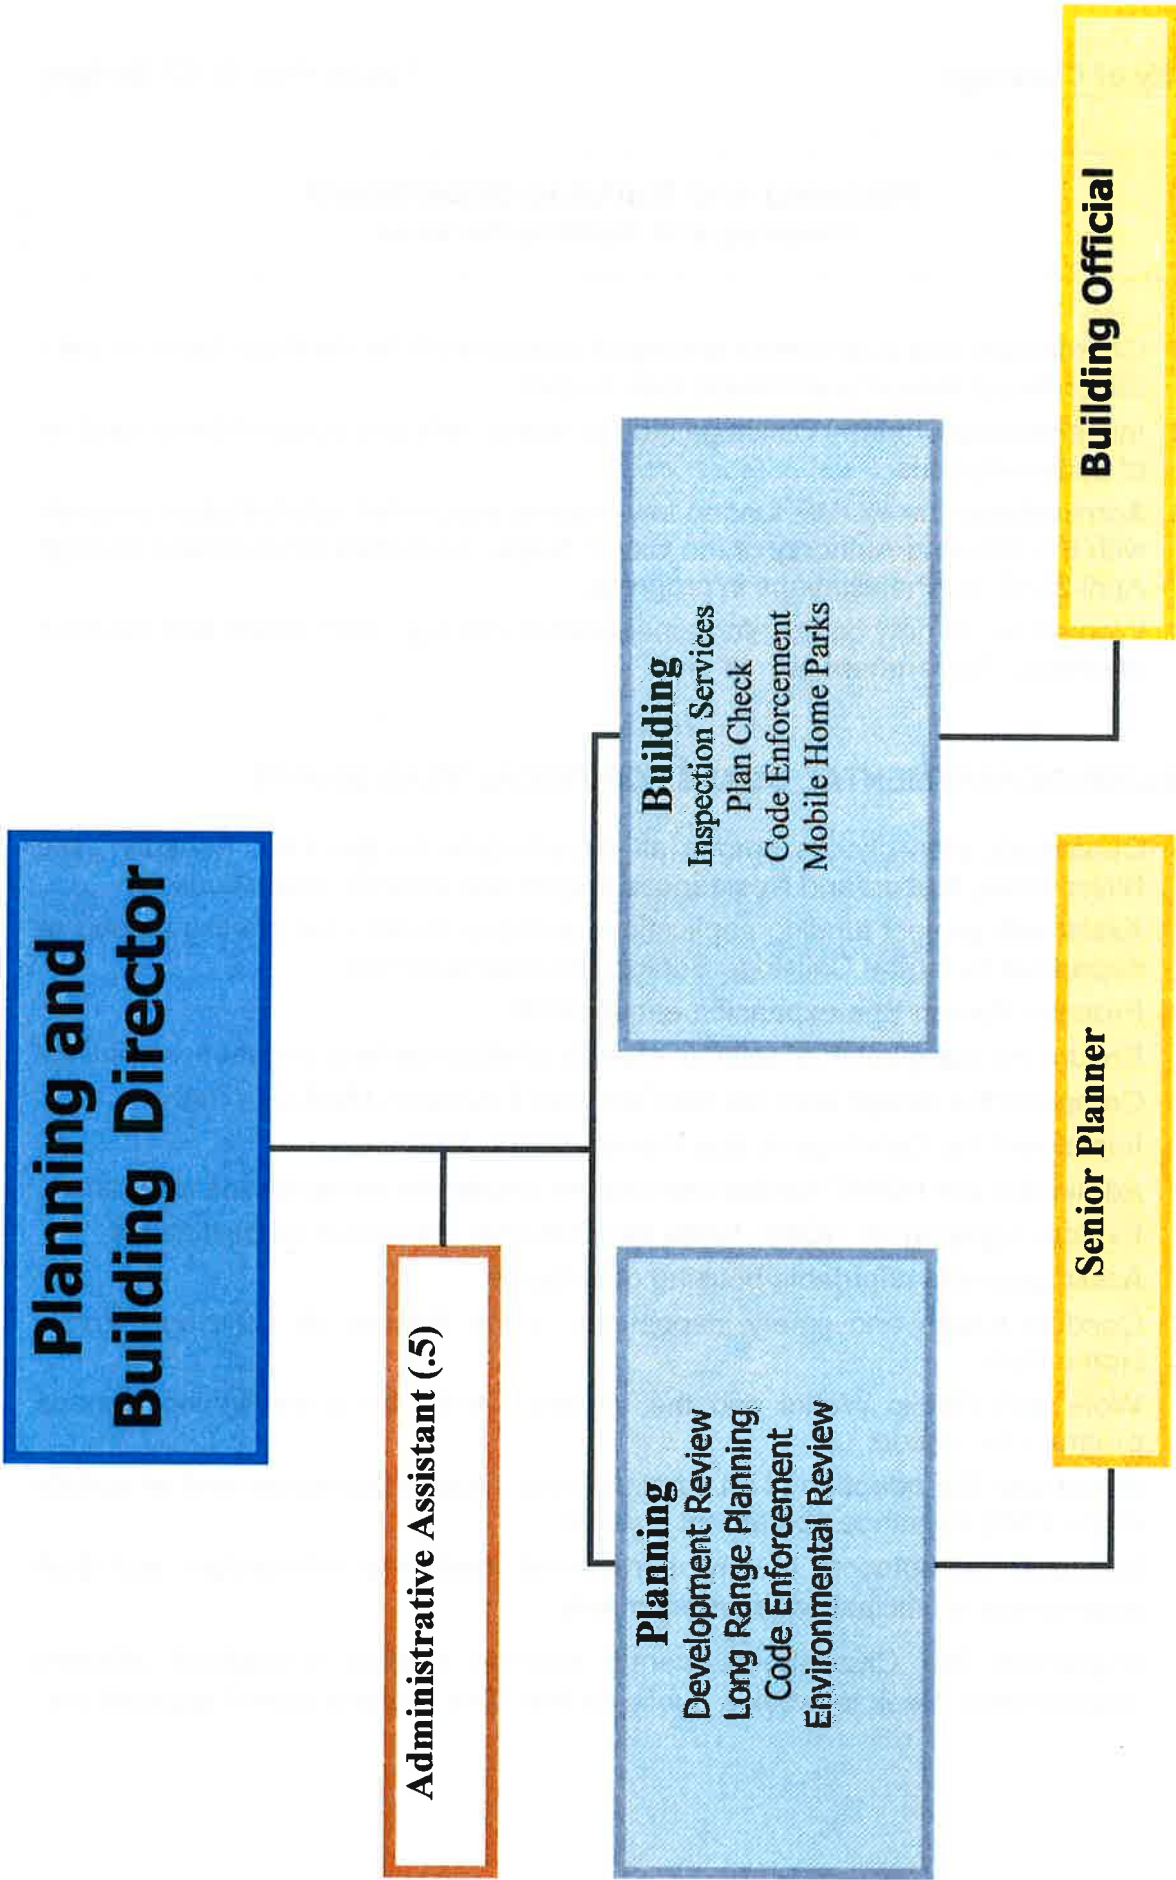 Planning and
Building Director
Administrative Assistant (.5)
Planning
Development Review
Long Range Planning
Code Enforcement
Environmental Review
Building
Inspection Services
Plan Check
Code Enforcement
Mobile Home Parks
Senior Planner
Building Official